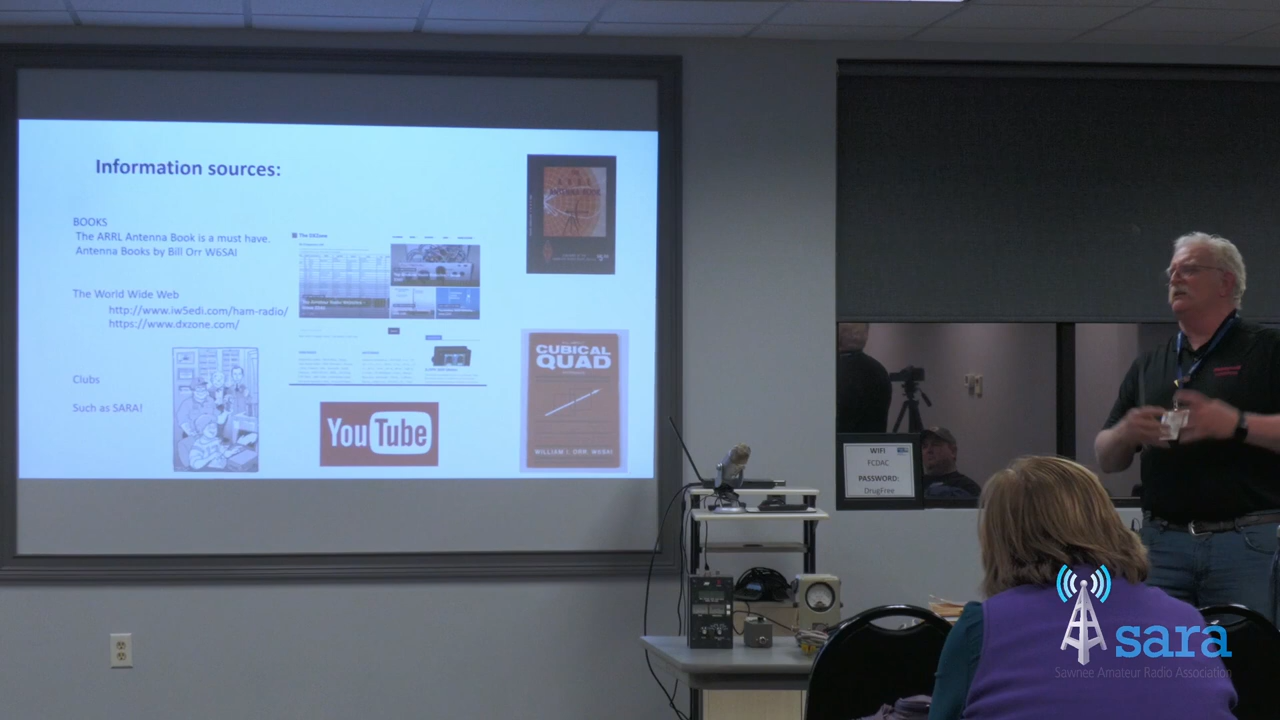 Information sources:
BOOKS
The ARRL Antenna Book is a must have.
Antenna Books by Bill Orr W6SAI
The World Wide Web
http://www.iw5edi.com/ham-radio/
https://www.dxzone.com/
Clubs
Such as SARA!
The DXZone
YouTube
CUBICAL
QUAD
WILLIAM I. ORR, W6SAI
WIFI
FCDAC
PASSWORD:
DrugFree
sara
Sawnee Amateur Radio Association